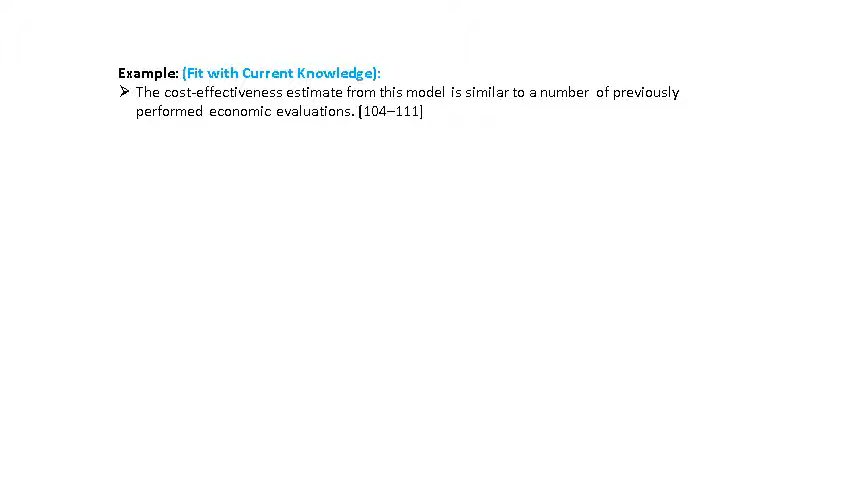 Example: (Fit with Current Knowledge):
➢ The cost-effectiveness estimate from this model is similar to a number of previously
performed economic evaluations. [104–111]